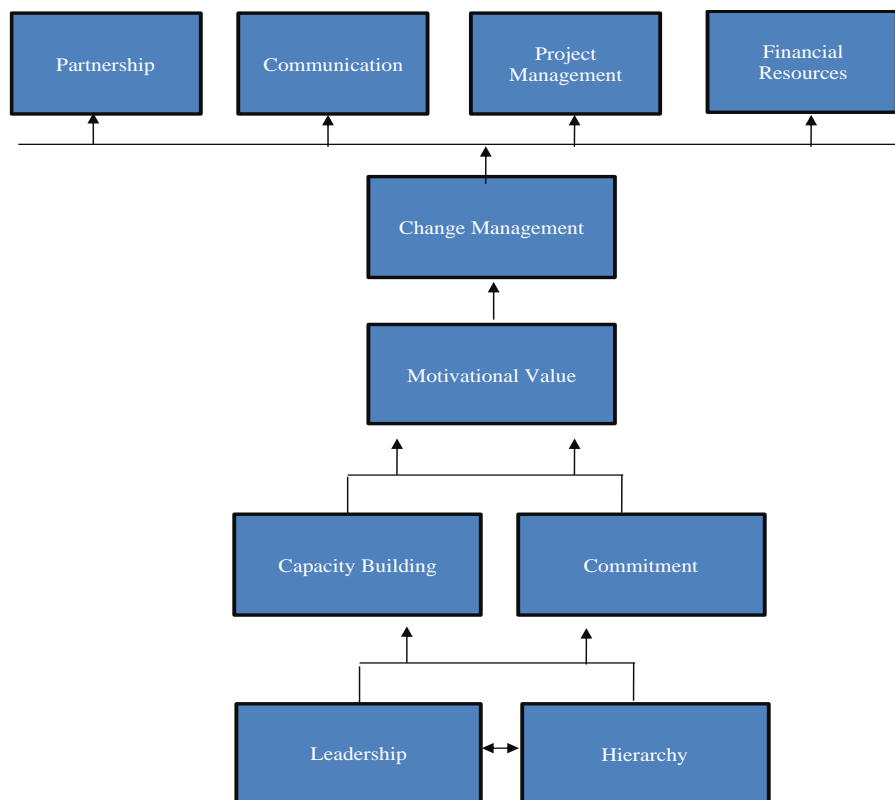 Partnership
Communication
Project
Management
Financial
Resources
Change Management
Motivational Value
Capacity Building
Commitment
Leadership
Hierarchy